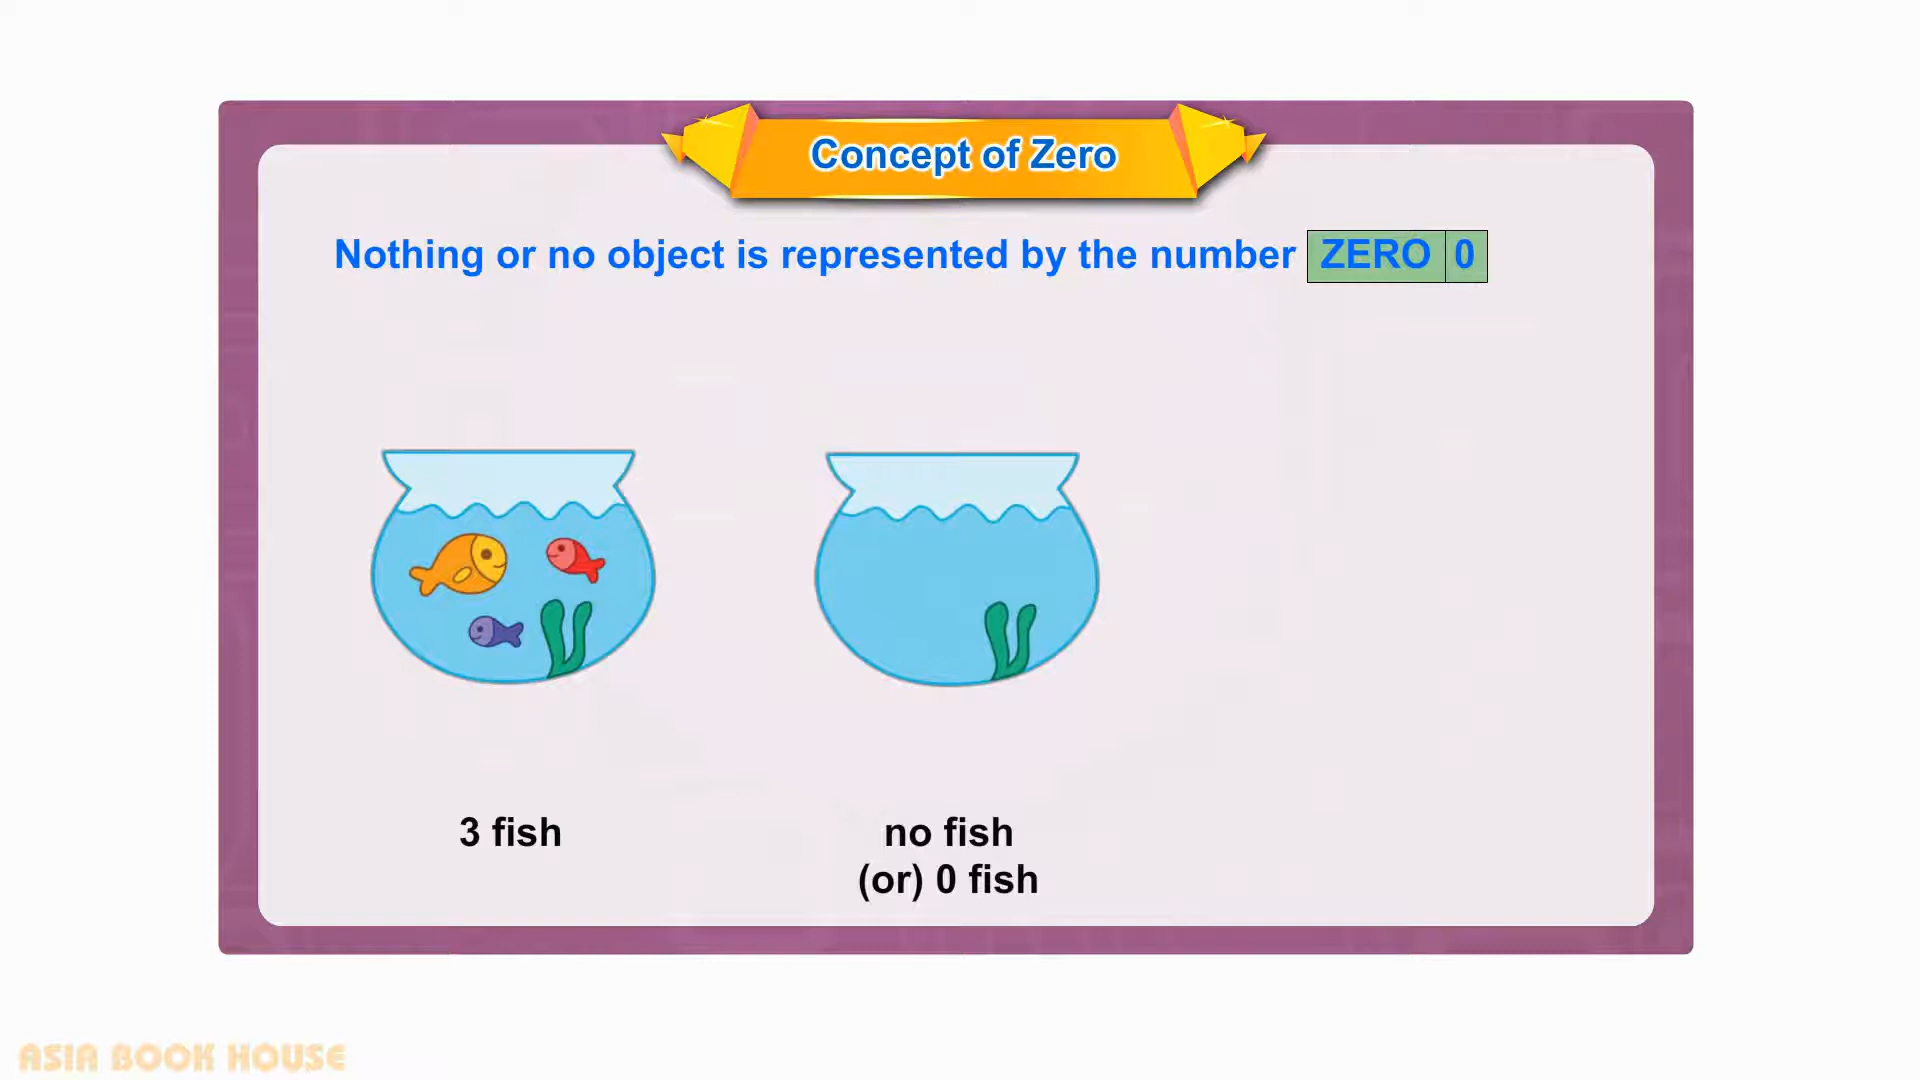 Concept of Zero
Nothing or no object is represented by the number ZERO 0
3 fish
no fish
(or) 0 fish
ASIA BOOK HOUSE